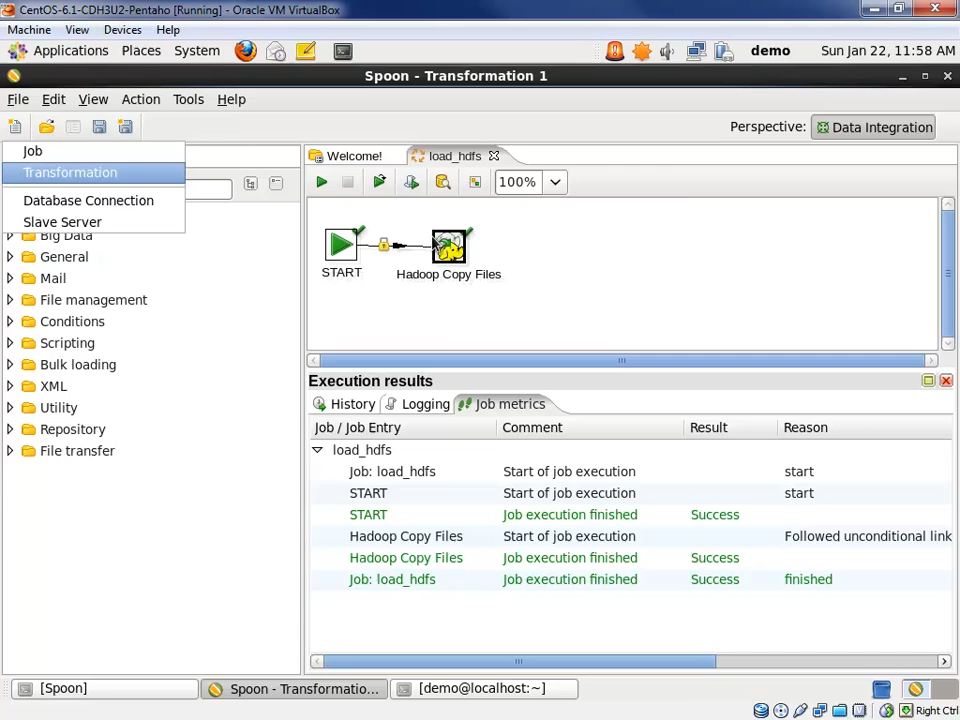 CentOS-6.1-CDH3U2-Pentaho [Running] - Oracle VM VirtualBox
Machine View Devices Help
Applications Places System demo Sun Jan 22, 11:58 AM
Spoon - Transformation 1
File Edit View Action Tools Help
Perspective: Data Integration
Job
Transformation
Database Connection
Slave Server
Big Data
General
Mail
File management
Conditions
Scripting
Bulk loading
XML
Utility
Repository
File transfer
Welcome! load_hdfs
100%
START Hadoop Copy Files
Execution results
History Logging Job metrics
Job / Job Entry Comment Result Reason
load_hdfs
Job: load_hdfs Start of job execution start
START Start of job execution start
START Job execution finished Success
Hadoop Copy Files Start of job execution Followed unconditional link
Hadoop Copy Files Job execution finished Success
Job: load_hdfs Job execution finished Success finished
[Spoon] Spoon - Transformatio... [demo@localhost:~]
Right Ctrl